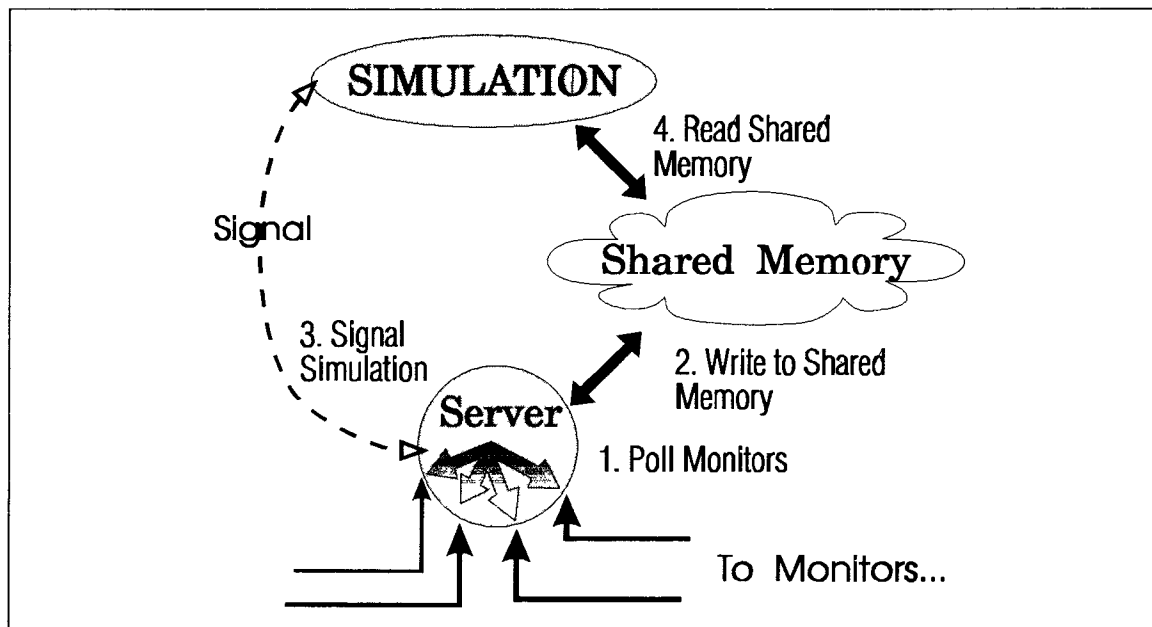 SIMULATION
4. Read Shared
Memory
Signal
Shared Memory
3. Signal
Simulation
2. Write to Shared
Memory
Server
1. Poll Monitors
To Monitors...